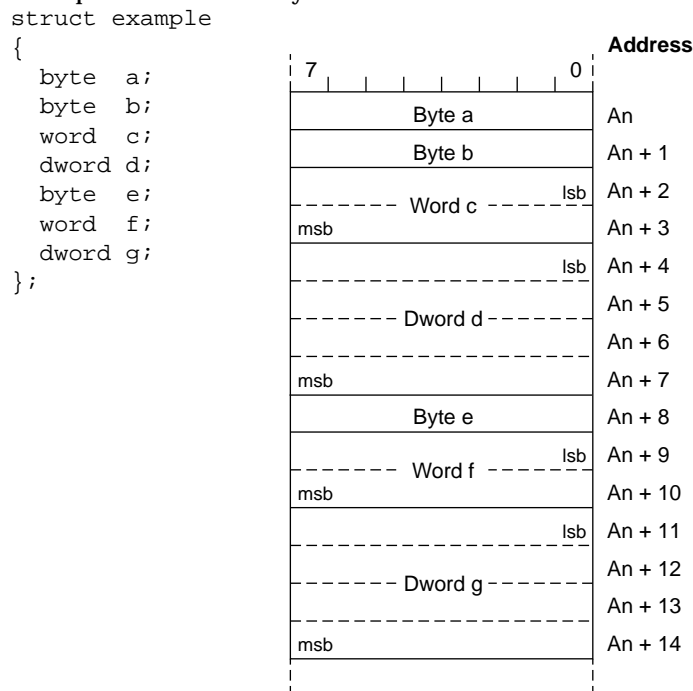 struct example
{
byte a;
byte b;
word c;
dword d;
byte e;
word f;
dword g;
};
Address
7 0
Byte a An
Byte b An + 1
lsb An + 2
Word c
msb An + 3
lsb An + 4
An + 5
Dword d
An + 6
msb An + 7
Byte e An + 8
lsb An + 9
Word f
msb An + 10
lsb An + 11
An + 12
Dword g
An + 13
msb An + 14